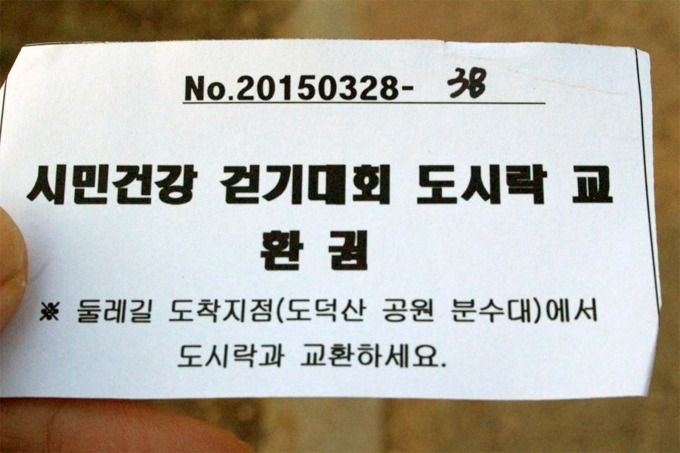 No.20150328- 38
시민건강 걷기대회 도시락 교
환권
※ 둘레길 도착지점(도덕산 공원 분수대)에서
도시락과 교환하세요.